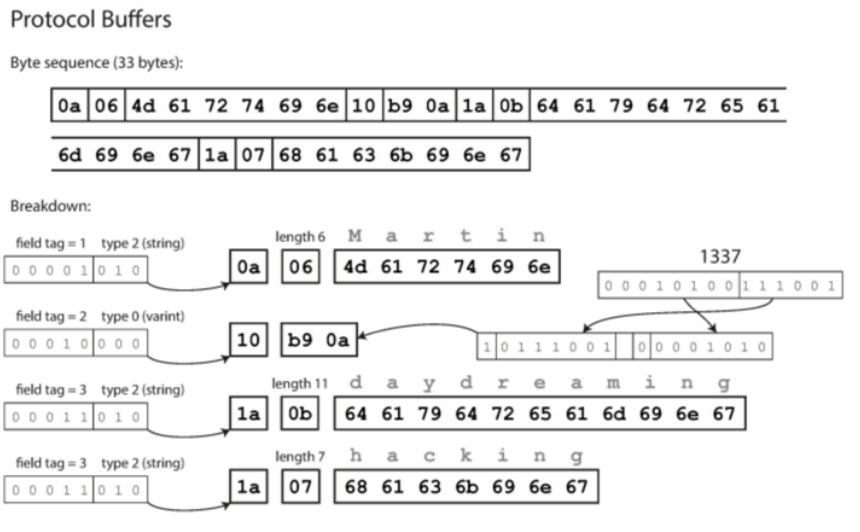 Protocol Buffers
Byte sequence (33 bytes):
0a 06 4d 61 72 74 69 6e 10 b9 0a 1a 0b 64 61 79 64 72 65 61
6d 69 6e 67 1a 07 68 61 63 6b 69 6e 67
Breakdown:
field tag = 1 type 2 (string)
0 0 0 0 1 0 1 0
length 6 M a r t i n
0a 06 4d 61 72 74 69 6e
1337
0 0 0 1 0 1 0 0 1 1 1 0 0 1
field tag = 2 type 0 (varint)
0 0 0 1 0 0 0 0
10 b9 0a
1 0 1 1 1 0 0 1 0 0 0 0 1 0 1 0
field tag = 3 type 2 (string)
0 0 0 1 1 0 1 0
length 11 d a y d r e a m i n g
1a 0b 64 61 79 64 72 65 61 6d 69 6e 67
field tag = 3 type 2 (string)
0 0 0 1 1 0 1 0
length 7 h a c k i n g
1a 07 68 61 63 6b 69 6e 67